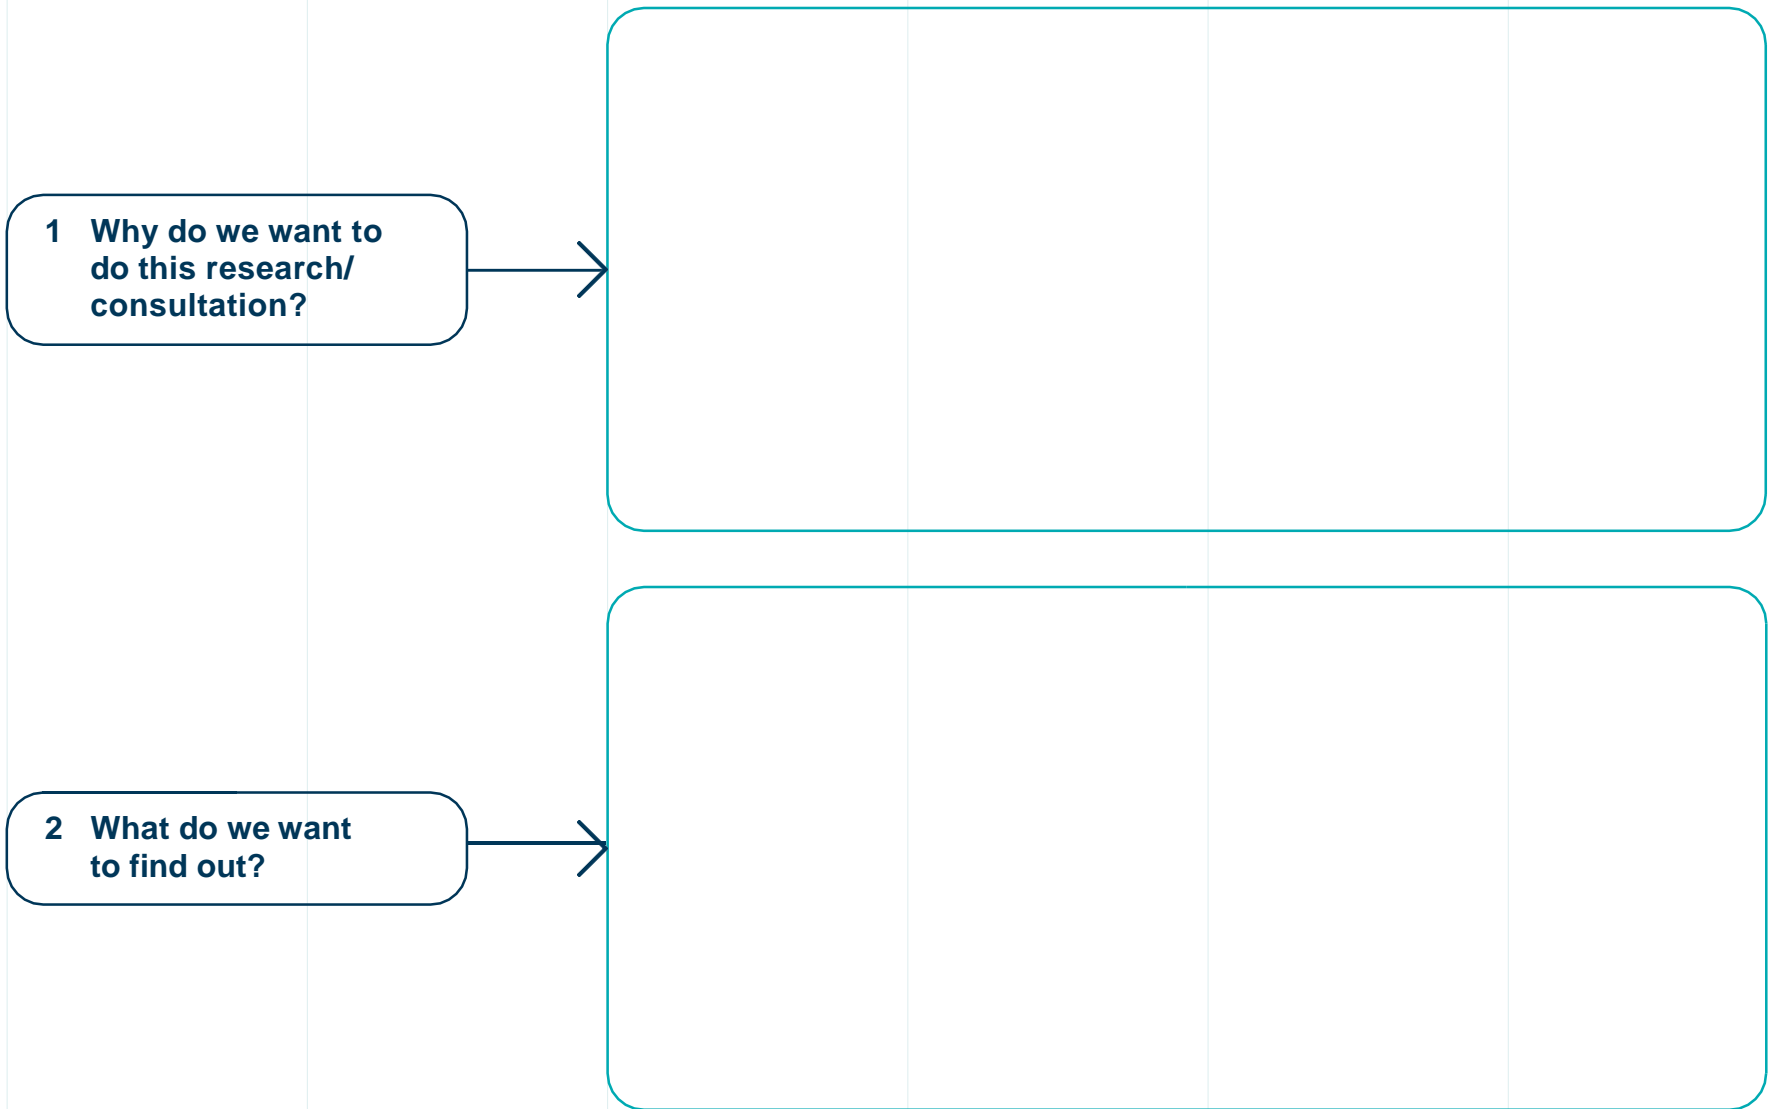 1 Why do we want to
do this research/
consultation?
2 What do we want
to find out?